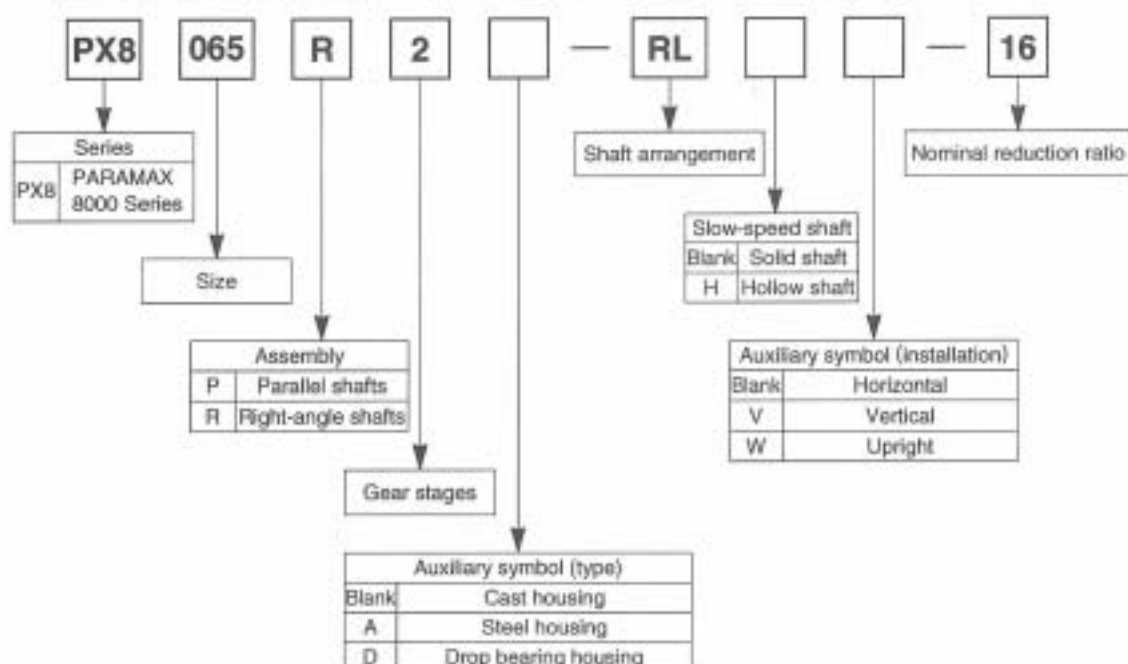 PX8 065 R 2 — RL — 16
Series
PX8 PARAMAX
8000 Series
Shaft arrangement
Nominal reduction ratio
Slow-speed shaft
Blank Solid shaft
H Hollow shaft
Size
Assembly
P Parallel shafts
R Right-angle shafts
Auxiliary symbol (installation)
Blank Horizontal
V Vertical
W Upright
Gear stages
Auxiliary symbol (type)
Blank Cast housing
A Steel housing
D Drop bearing housing